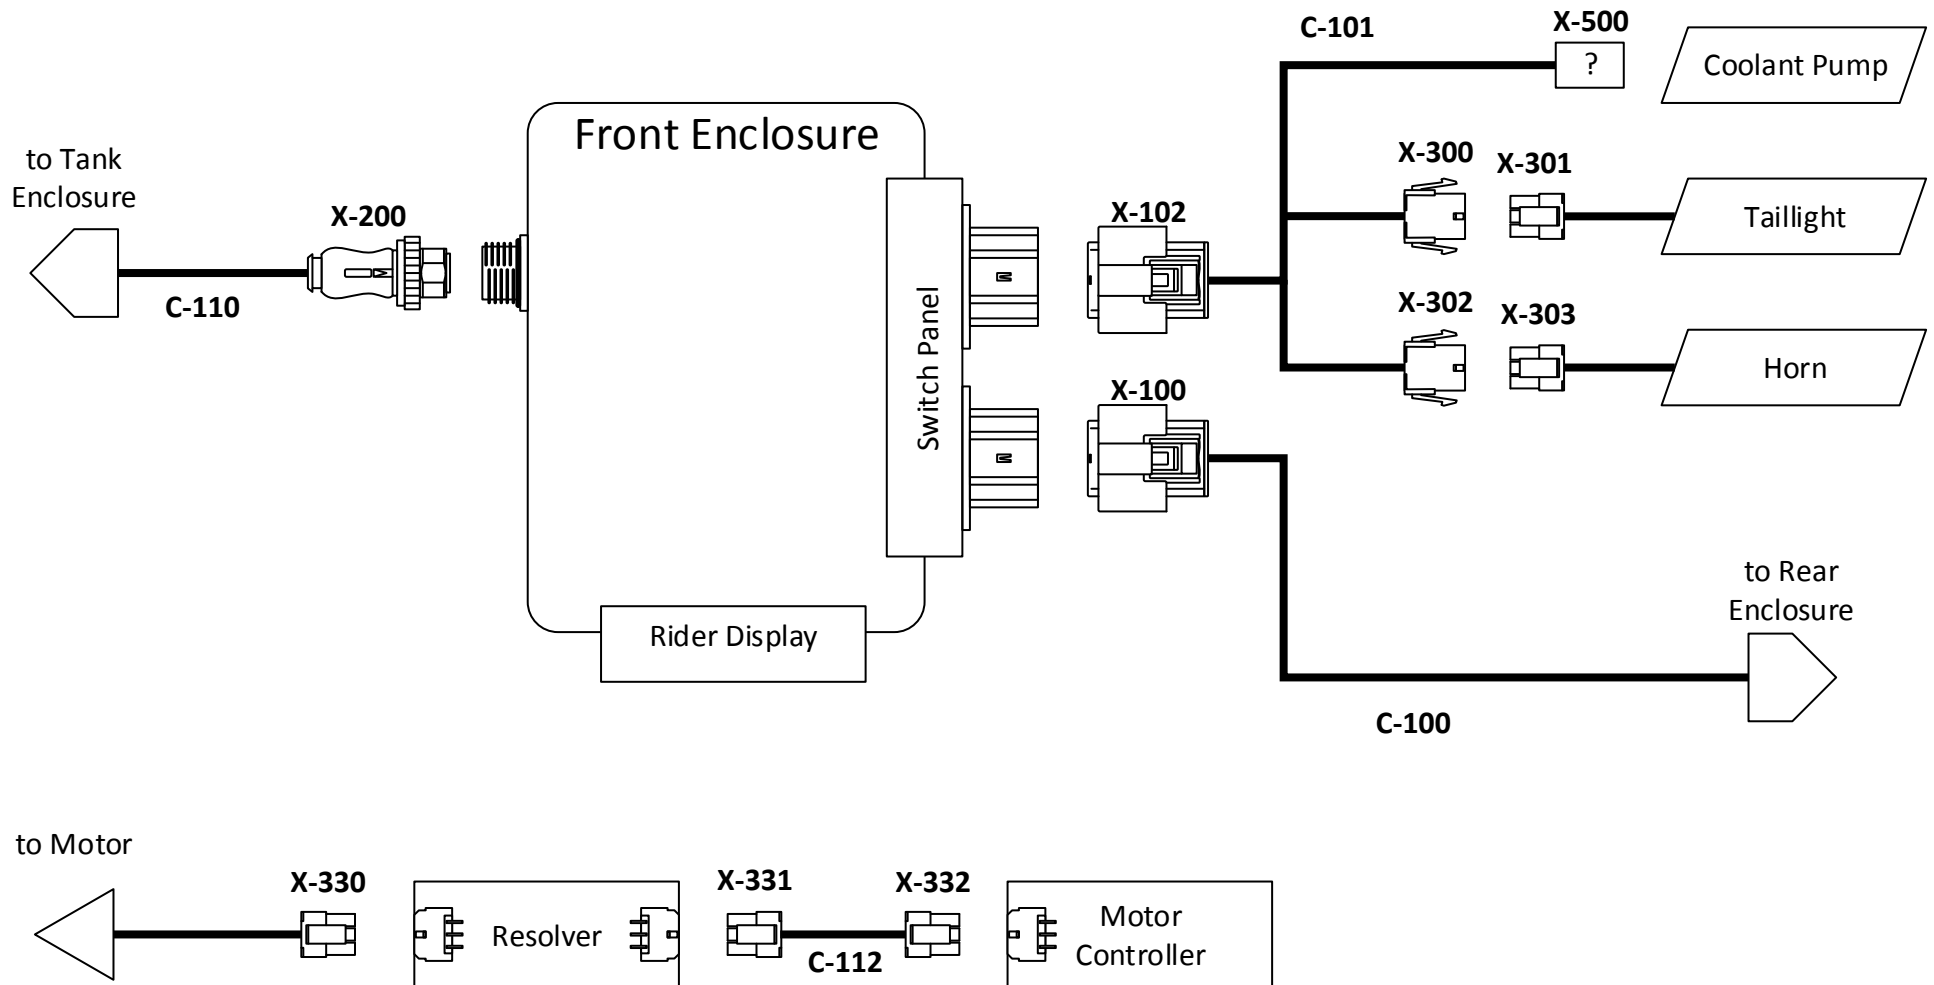 C-101
X-500
?
Coolant Pump
Front Enclosure
to Tank
Enclosure
X-200
C-110
Switch Panel
X-102
X-300
X-301
Taillight
X-302
X-303
Horn
X-100
to Rear
Enclosure
C-100
Rider Display
to Motor
X-330
Resolver
X-331
X-332
C-112
Motor
Controller